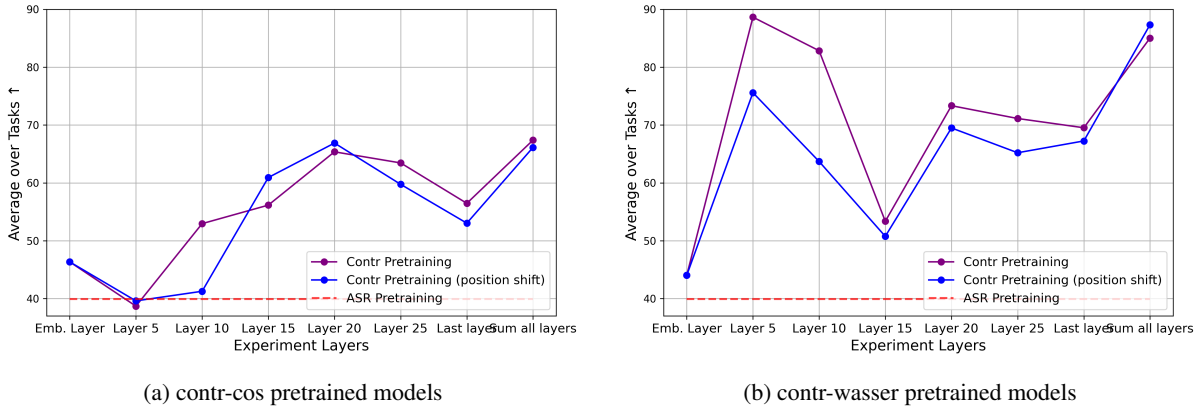 90
80
70
60
50
40
Average over Tasks ↑
Emb. Layer Layer 5 Layer 10 Layer 15 Layer 20 Layer 25 Last layer Sum all layers
Experiment Layers
Contr Pretraining
Contr Pretraining (position shift)
ASR Pretraining
(a) contr-cos pretrained models
90
80
70
60
50
40
Average over Tasks ↑
Emb. Layer Layer 5 Layer 10 Layer 15 Layer 20 Layer 25 Last layer Sum all layers
Experiment Layers
Contr Pretraining
Contr Pretraining (position shift)
ASR Pretraining
(b) contr-wasser pretrained models